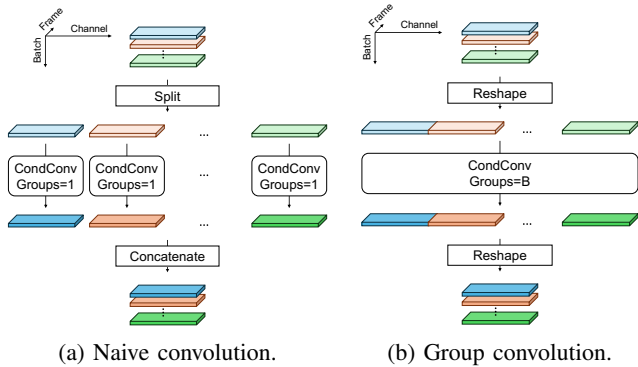 Frame
Channel
Batch
Split
...
CondConv
Groups=1
CondConv
Groups=1
...
CondConv
Groups=1
...
Concatenate
(a) Naive convolution.
Frame
Channel
Batch
Reshape
...
CondConv
Groups=B
...
Reshape
(b) Group convolution.